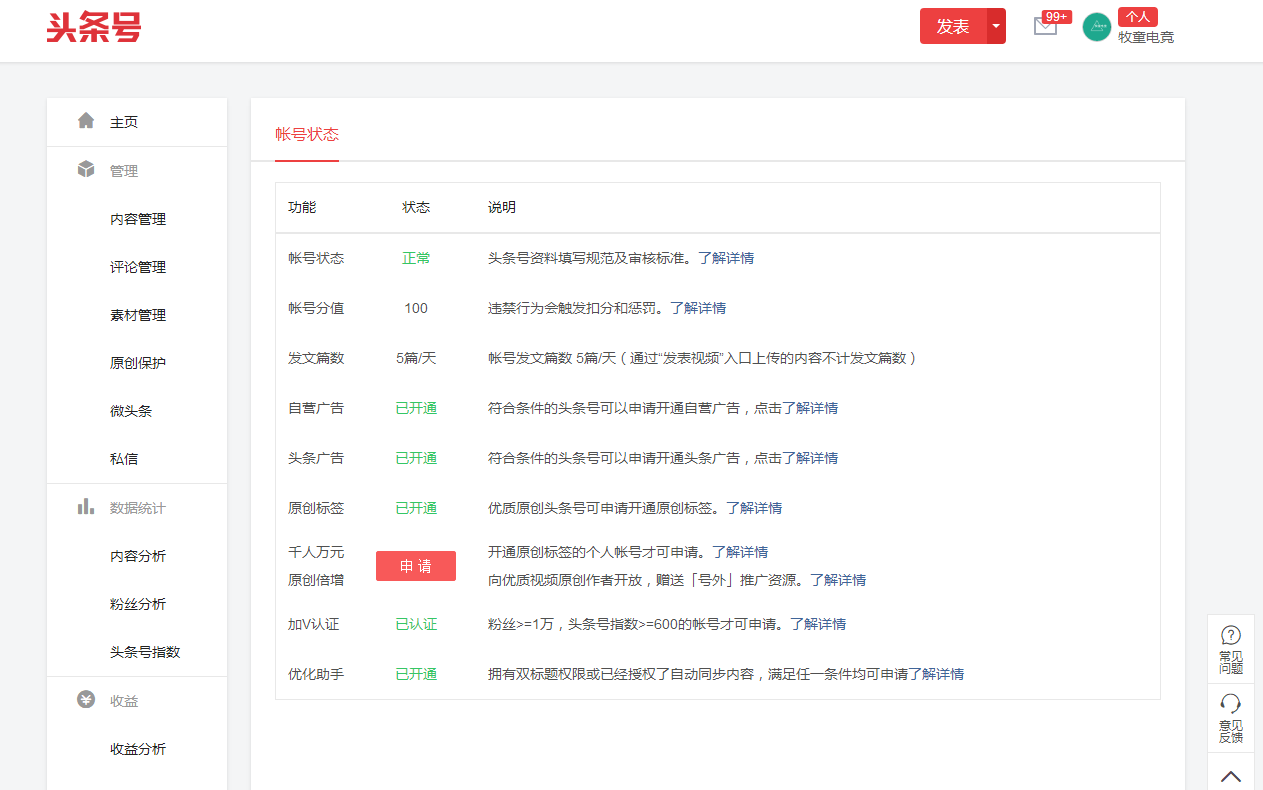 头条号
发表
99+
个人
牧童电竞
主页
管理
内容管理
评论管理
素材管理
原创保护
微头条
私信
数据统计
内容分析
粉丝分析
头条号指数
收益
收益分析
帐号状态
功能 状态 说明
帐号状态 正常 头条号资料填写规范及审核标准。了解详情
帐号分值 100 违禁行为会触发扣分和惩罚。了解详情
发文篇数 5篇/天 帐号发文篇数 5篇/天（通过“发表视频”入口上传的内容不计发文篇数）
自营广告 已开通 符合条件的头条号可以申请开通自营广告，点击了解详情
头条广告 已开通 符合条件的头条号可以申请开通头条广告，点击了解详情
原创标签 已开通 优质原创头条号可申请开通原创标签。了解详情
千人万元 开通原创标签的个人帐号才可申请。了解详情
申 请
原创倍增 向优质视频原创作者开放，赠送「号外」推广资源。了解详情
加V认证 已认证 粉丝>=1万，头条号指数>=600的帐号才可申请。了解详情
优化助手 已开通 拥有双标题权限或已经授权了自动同步内容，满足任一条件均可申请了解详情
常见
问题
意见
反馈